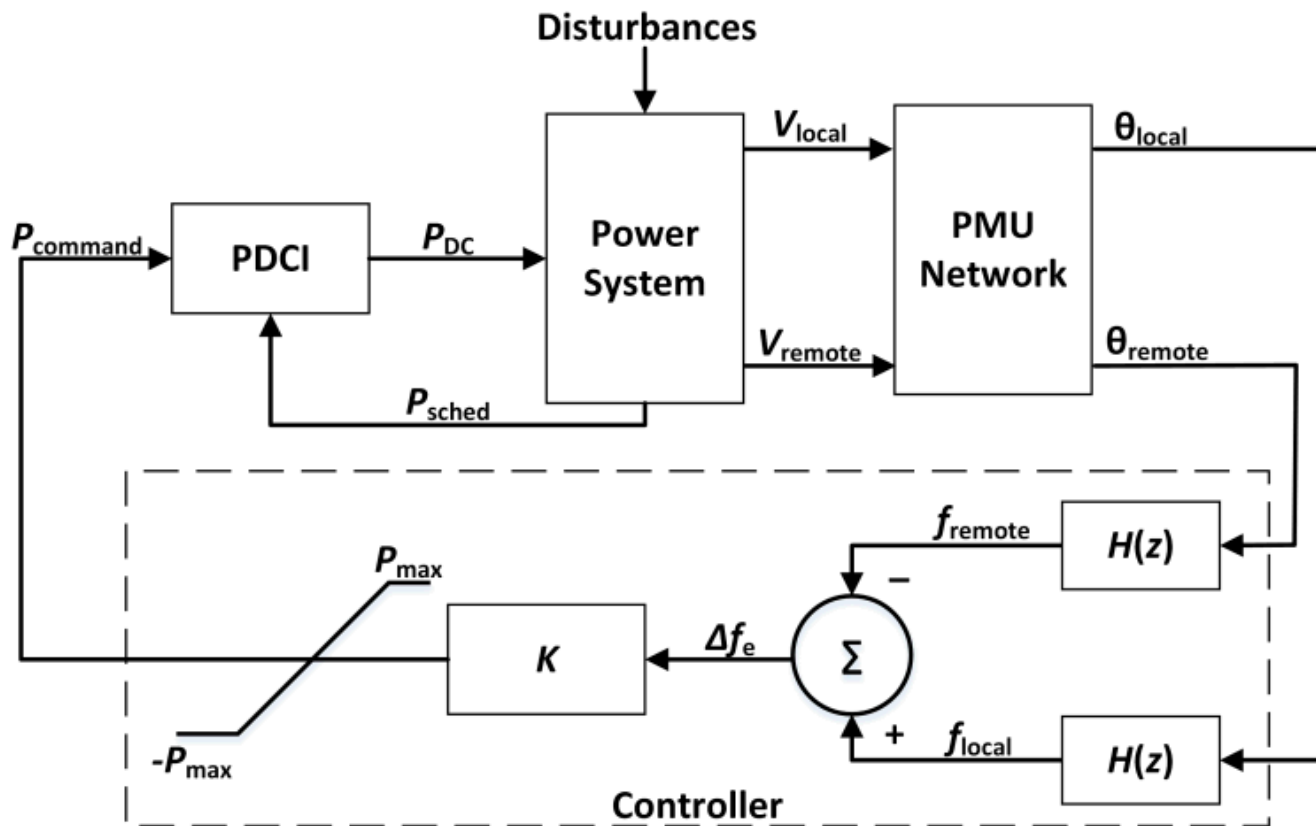 Disturbances
V_local
θ_local
P_command
PDCI
P_DC
Power
System
PMU
Network
V_remote
θ_remote
P_sched
f_remote
H(z)
−
P_max
K
Δf_e
Σ
+
f_local
H(z)
-P_max
Controller